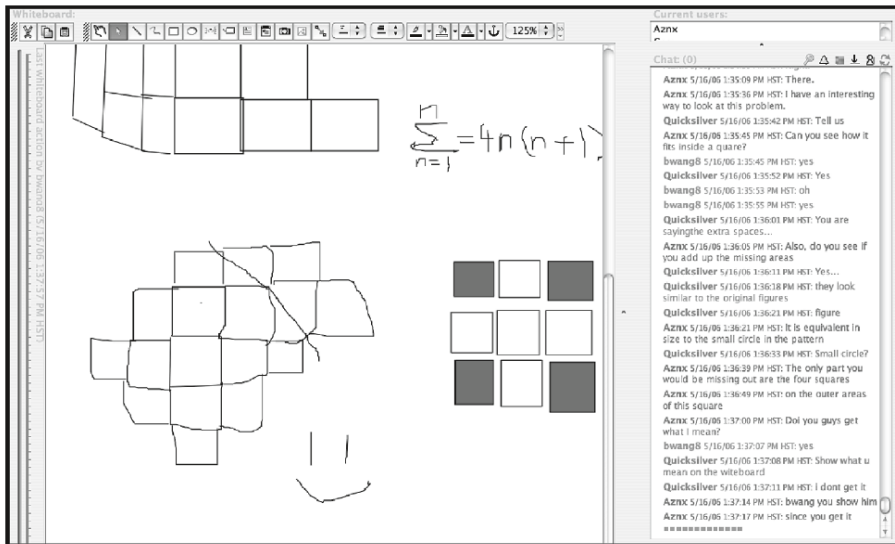 Whiteboard:
Current users:
Aznx
125%
Chat: (0)
Last whiteboard action by bwang8 (5/16/06 1:37:37 PM HST)
n
∑ =4n(n+1)
n=1
Aznx 5/16/06 1:35:09 PM HST: There.
Aznx 5/16/06 1:35:36 PM HST: I have an interesting
way to look at this problem.
Quicksilver 5/16/06 1:35:42 PM HST: Tell us
Aznx 5/16/06 1:35:45 PM HST: Can you see how it
fits inside a quare?
bwang8 5/16/06 1:35:45 PM HST: yes
Quicksilver 5/16/06 1:35:52 PM HST: Yes
bwang8 5/16/06 1:35:53 PM HST: oh
bwang8 5/16/06 1:35:55 PM HST: yes
Quicksilver 5/16/06 1:36:01 PM HST: You are
sayingthe extra spaces...
Aznx 5/16/06 1:36:05 PM HST: Also, do you see if
you add up the missing areas
Quicksilver 5/16/06 1:36:11 PM HST: Yes...
Quicksilver 5/16/06 1:36:18 PM HST: they look
similar to the original figures
Quicksilver 5/16/06 1:36:21 PM HST: figure
Aznx 5/16/06 1:36:21 PM HST: It is equivalent in
size to the small circle in the pattern
Quicksilver 5/16/06 1:36:33 PM HST: Small circle?
Aznx 5/16/06 1:36:39 PM HST: The only part you
would be missing out are the four squares
Aznx 5/16/06 1:36:49 PM HST: on the outer areas
of this square
Aznx 5/16/06 1:37:00 PM HST: Doi you guys get
what I mean?
bwang8 5/16/06 1:37:07 PM HST: yes
Quicksilver 5/16/06 1:37:08 PM HST: Show what u
mean on the witeboard
Quicksilver 5/16/06 1:37:11 PM HST: i dont get it
Aznx 5/16/06 1:37:14 PM HST: bwang you show him
Aznx 5/16/06 1:37:17 PM HST: since you get it
=============